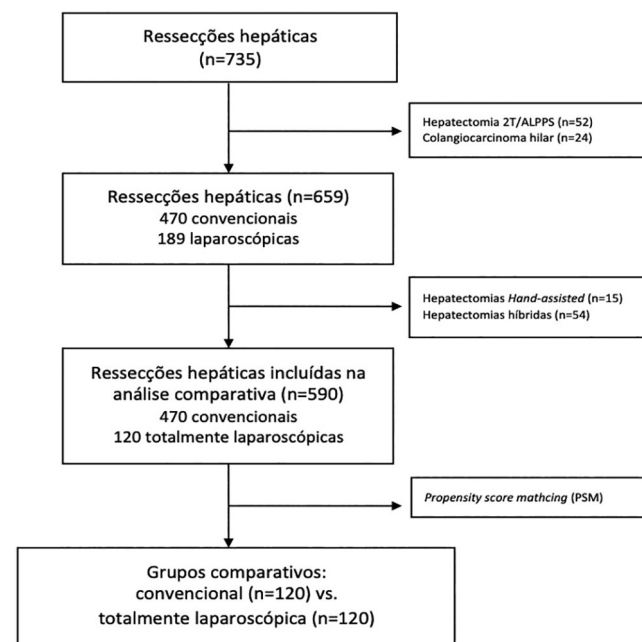 Ressecções hepáticas
(n=735)
Hepatectomia 2T/ALPPS (n=52)
Colangiocarcinoma hilar (n=24)
Ressecções hepáticas (n=659)
470 convencionais
189 laparoscópicas
Hepatectomias Hand-assisted (n=15)
Hepatectomias híbridas (n=54)
Ressecções hepáticas incluídas na
análise comparativa (n=590)
470 convencionais
120 totalmente laparoscópicas
Propensity score mathcing (PSM)
Grupos comparativos:
convencional (n=120) vs.
totalmente laparoscópica (n=120)